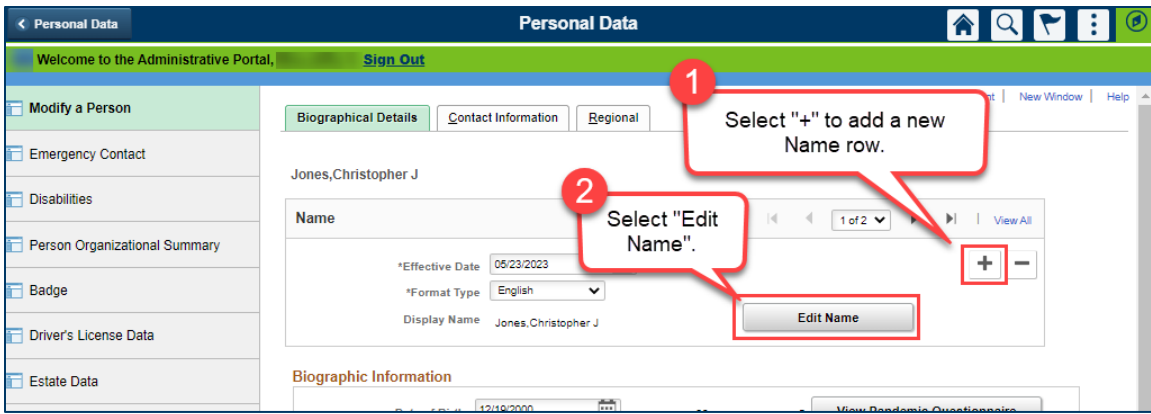 Personal Data
Personal Data
Welcome to the Administrative Portal,
Sign Out
Modify a Person
Emergency Contact
Disabilities
Person Organizational Summary
Badge
Driver's License Data
Estate Data
New Window | Help
Biographical Details
Contact Information
Regional
1
Select "+" to add a new
Name row.
Jones,Christopher J
2
Select "Edit
Name".
Name
1 of 2
View All
*Effective Date 05/23/2023
+ −
*Format Type English
Display Name Jones,Christopher J
Edit Name
Biographic Information
12/19/2000
View Pandemic Questionnaire